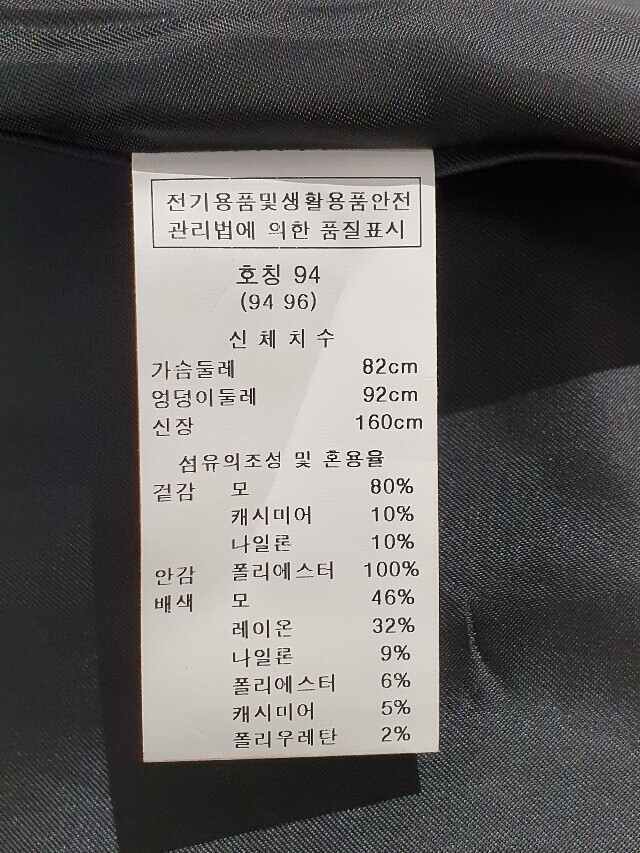 전기용품및생활용품안전
관리법에 의한 품질표시
호칭 94
(94 96)
신 체 치 수
가슴둘레 82cm
엉덩이둘레 92cm
신장 160cm
섬유의조성 및 혼용율
겉감 모 80%
캐시미어 10%
나일론 10%
안감 폴리에스터 100%
배색 모 46%
레이온 32%
나일론 9%
폴리에스터 6%
캐시미어 5%
폴리우레탄 2%